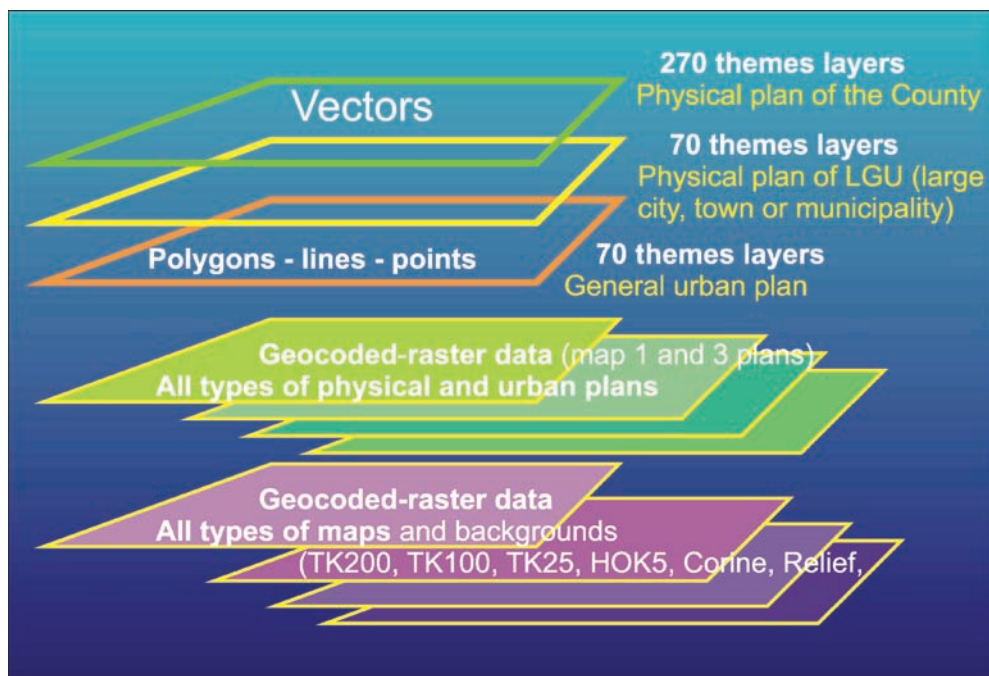 270 themes layers
Physical plan of the County
Vectors
70 themes layers
Physical plan of LGU (large
city, town or municipality)
Polygons - lines - points
70 themes layers
General urban plan
Geocoded-raster data (map 1 and 3 plans)
All types of physical and urban plans
Geocoded-raster data
All types of maps and backgrounds
(TK200, TK100, TK25, HOK5, Corine, Relief,